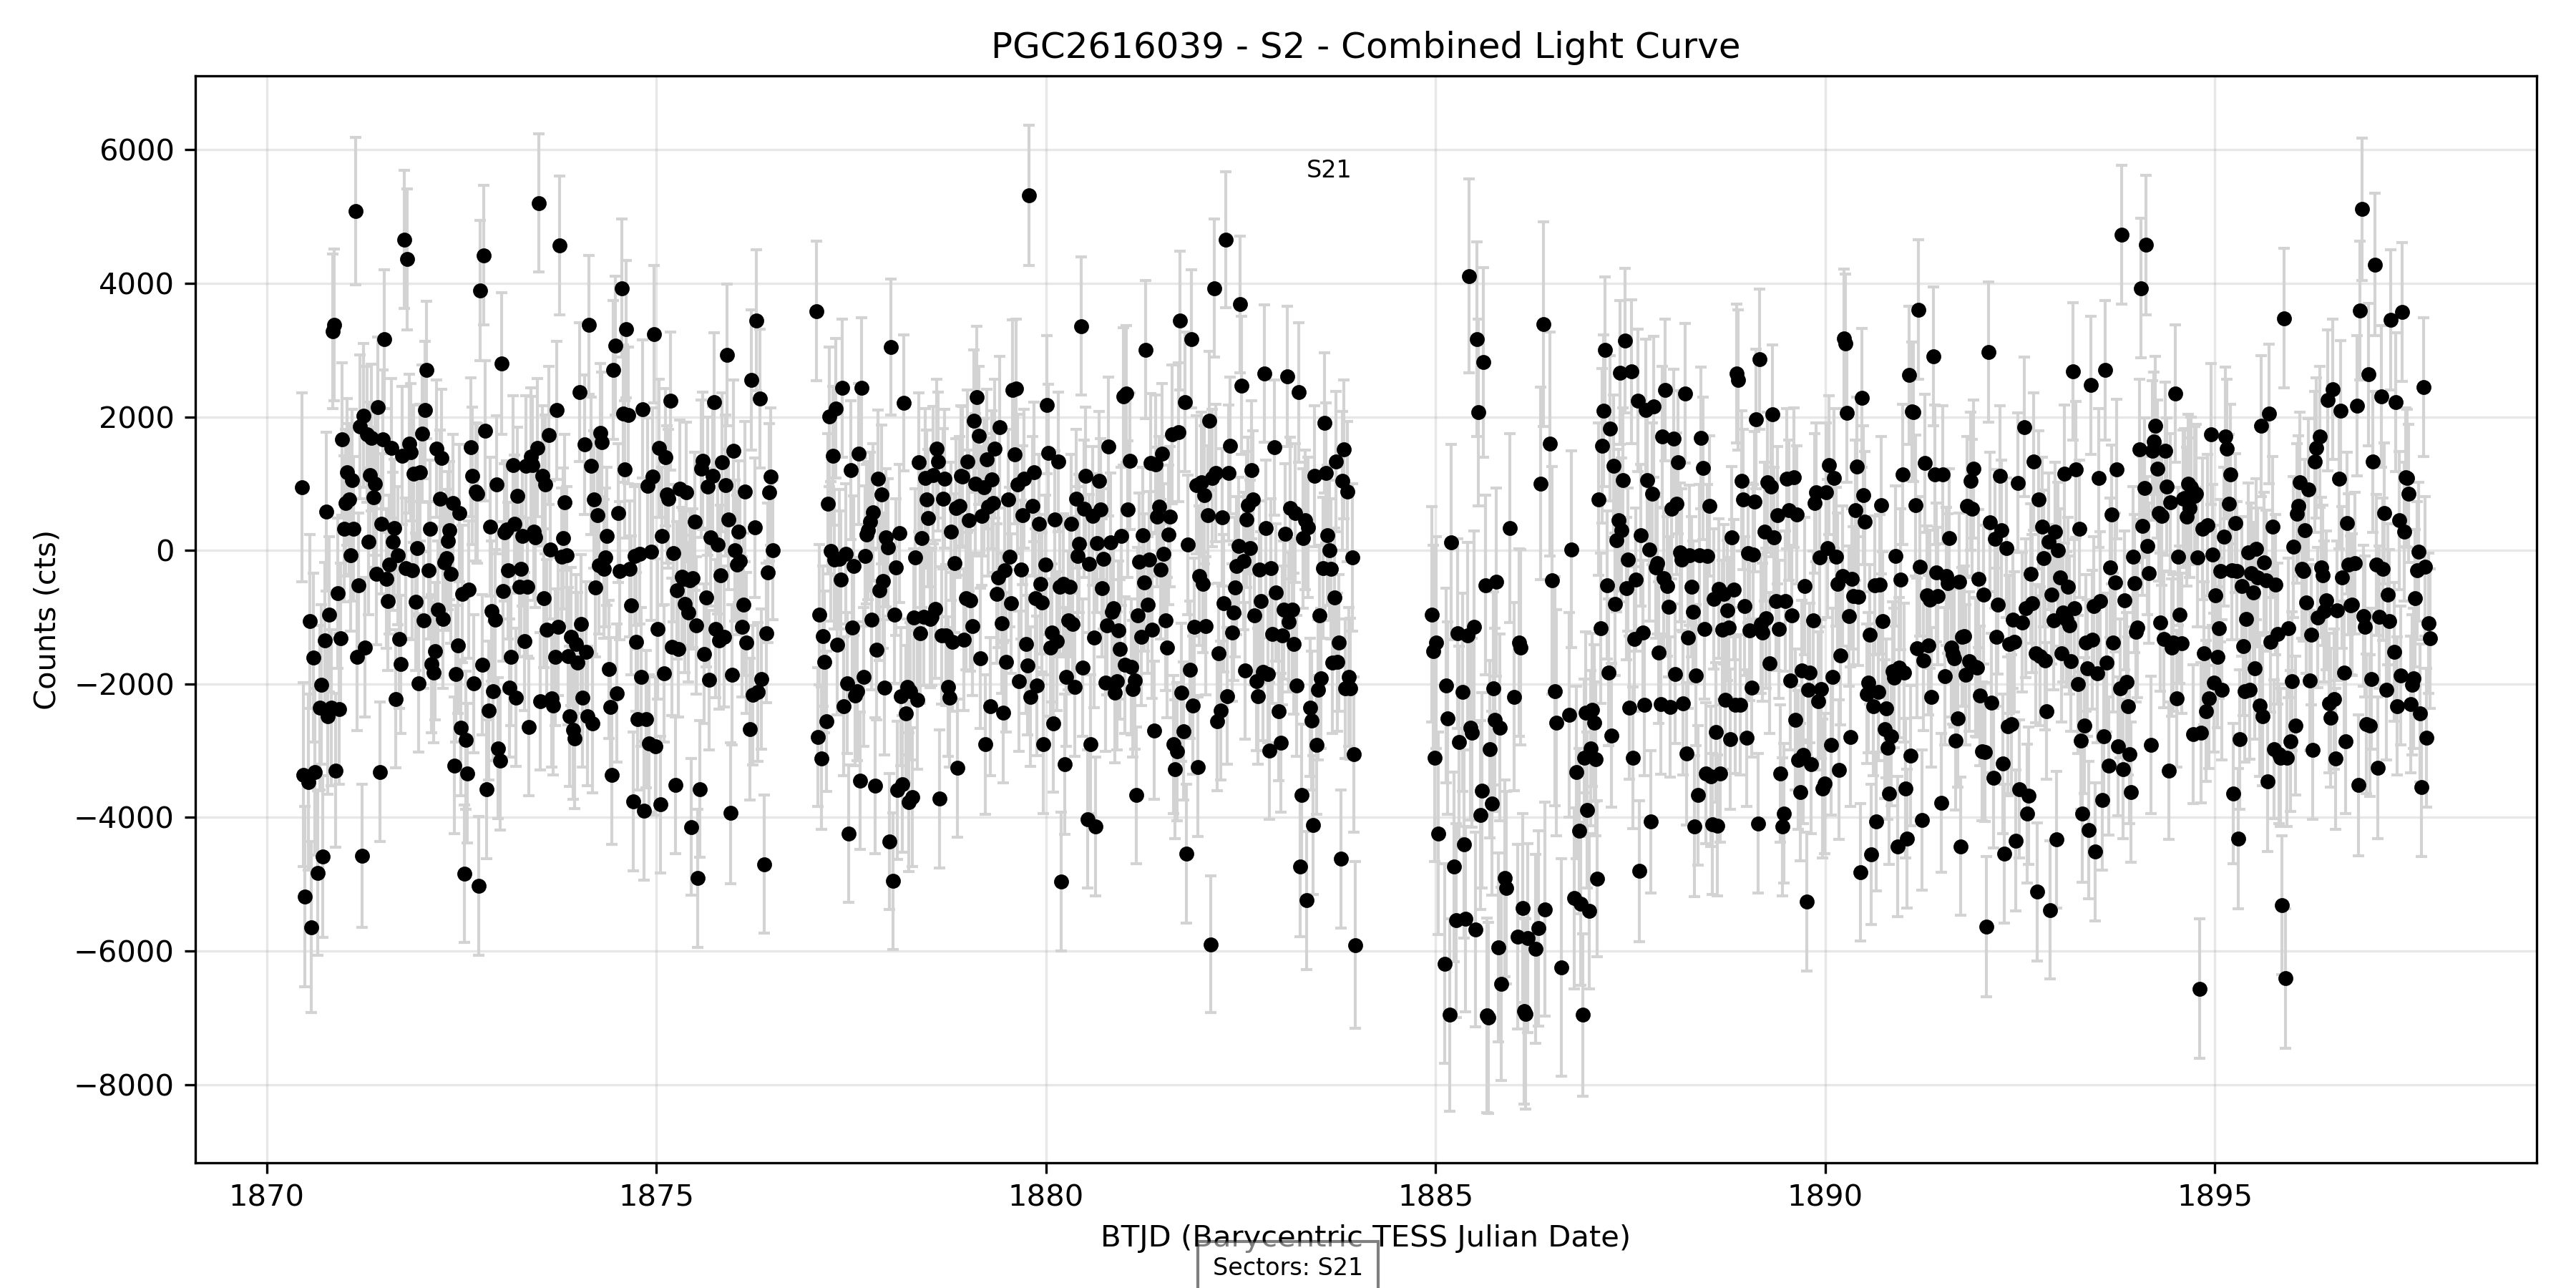 PGC2616039 - S2 - Combined Light Curve
Counts (cts)
6000
4000
2000
0
−2000
−4000
−6000
−8000
S21
1870 1875 1880 1885 1890 1895
BTJD (Barycentric TESS Julian Date)
Sectors: S21